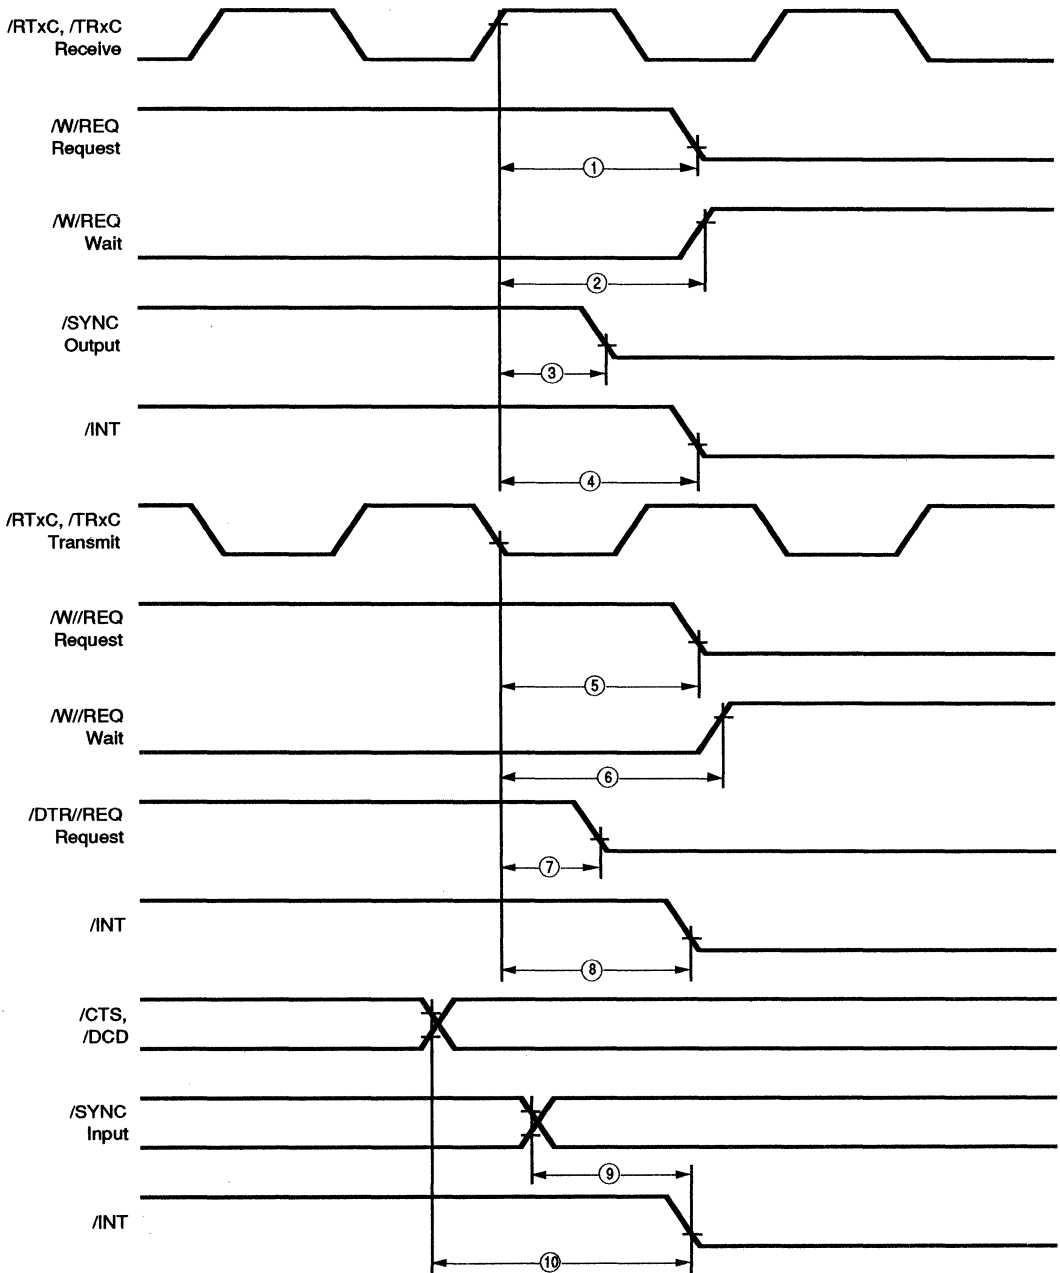 /RTxC, /TRxC
Receive
/W/REQ
Request
①
/W/REQ
Wait
②
/SYNC
Output
③
/INT
④
/RTxC, /TRxC
Transmit
/W//REQ
Request
⑤
/W//REQ
Wait
⑥
/DTR//REQ
Request
⑦
/INT
⑧
/CTS,
/DCD
/SYNC
Input
⑨
/INT
⑩